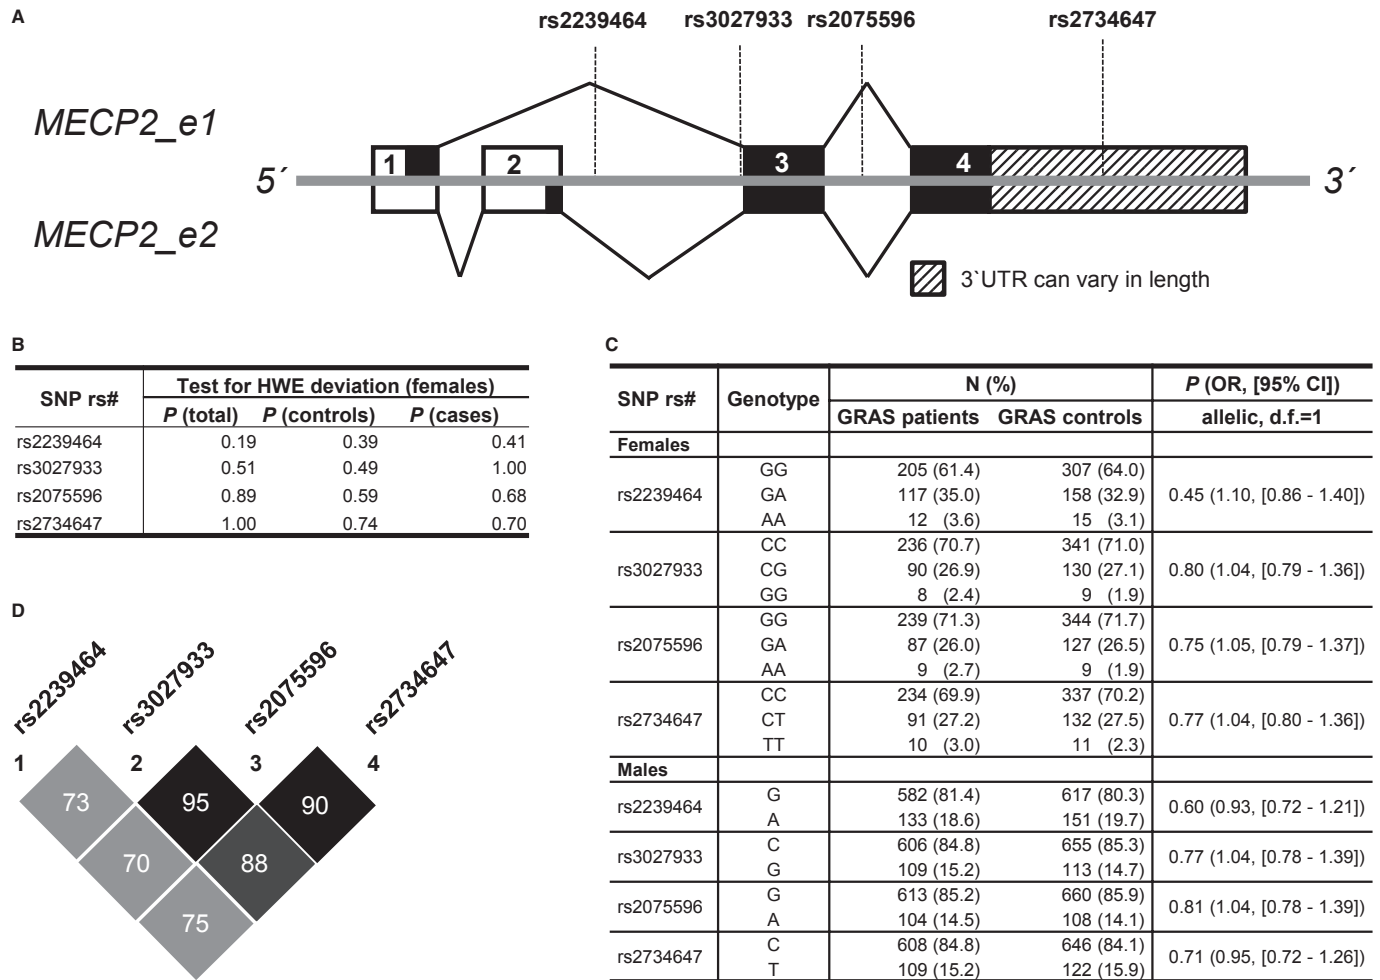 A
rs2239464 rs3027933 rs2075596 rs2734647
MECP2_e1
1 2 3 4
5´ 3´
MECP2_e2
3`UTR can vary in length
B
SNP rs# Test for HWE deviation (females)
P (total) P (controls) P (cases)
rs2239464 0.19 0.39 0.41
rs3027933 0.51 0.49 1.00
rs2075596 0.89 0.59 0.68
rs2734647 1.00 0.74 0.70
C
SNP rs# Genotype N (%) P (OR, [95% CI])
GRAS patients GRAS controls allelic, d.f.=1
Females
GG 205 (61.4) 307 (64.0)
rs2239464 GA 117 (35.0) 158 (32.9) 0.45 (1.10, [0.86 - 1.40])
AA 12 (3.6) 15 (3.1)
CC 236 (70.7) 341 (71.0)
rs3027933 CG 90 (26.9) 130 (27.1) 0.80 (1.04, [0.79 - 1.36])
GG 8 (2.4) 9 (1.9)
GG 239 (71.3) 344 (71.7)
rs2075596 GA 87 (26.0) 127 (26.5) 0.75 (1.05, [0.79 - 1.37])
AA 9 (2.7) 9 (1.9)
CC 234 (69.9) 337 (70.2)
rs2734647 CT 91 (27.2) 132 (27.5) 0.77 (1.04, [0.80 - 1.36])
TT 10 (3.0) 11 (2.3)
Males
rs2239464 G 582 (81.4) 617 (80.3) 0.60 (0.93, [0.72 - 1.21])
A 133 (18.6) 151 (19.7)
rs3027933 C 606 (84.8) 655 (85.3) 0.77 (1.04, [0.78 - 1.39])
G 109 (15.2) 113 (14.7)
rs2075596 G 613 (85.2) 660 (85.9) 0.81 (1.04, [0.78 - 1.39])
A 104 (14.5) 108 (14.1)
rs2734647 C 608 (84.8) 646 (84.1) 0.71 (0.95, [0.72 - 1.26])
T 109 (15.2) 122 (15.9)
D
rs2239464 rs3027933 rs2075596 rs2734647
1 2 3 4
73 95 90
70 88
75